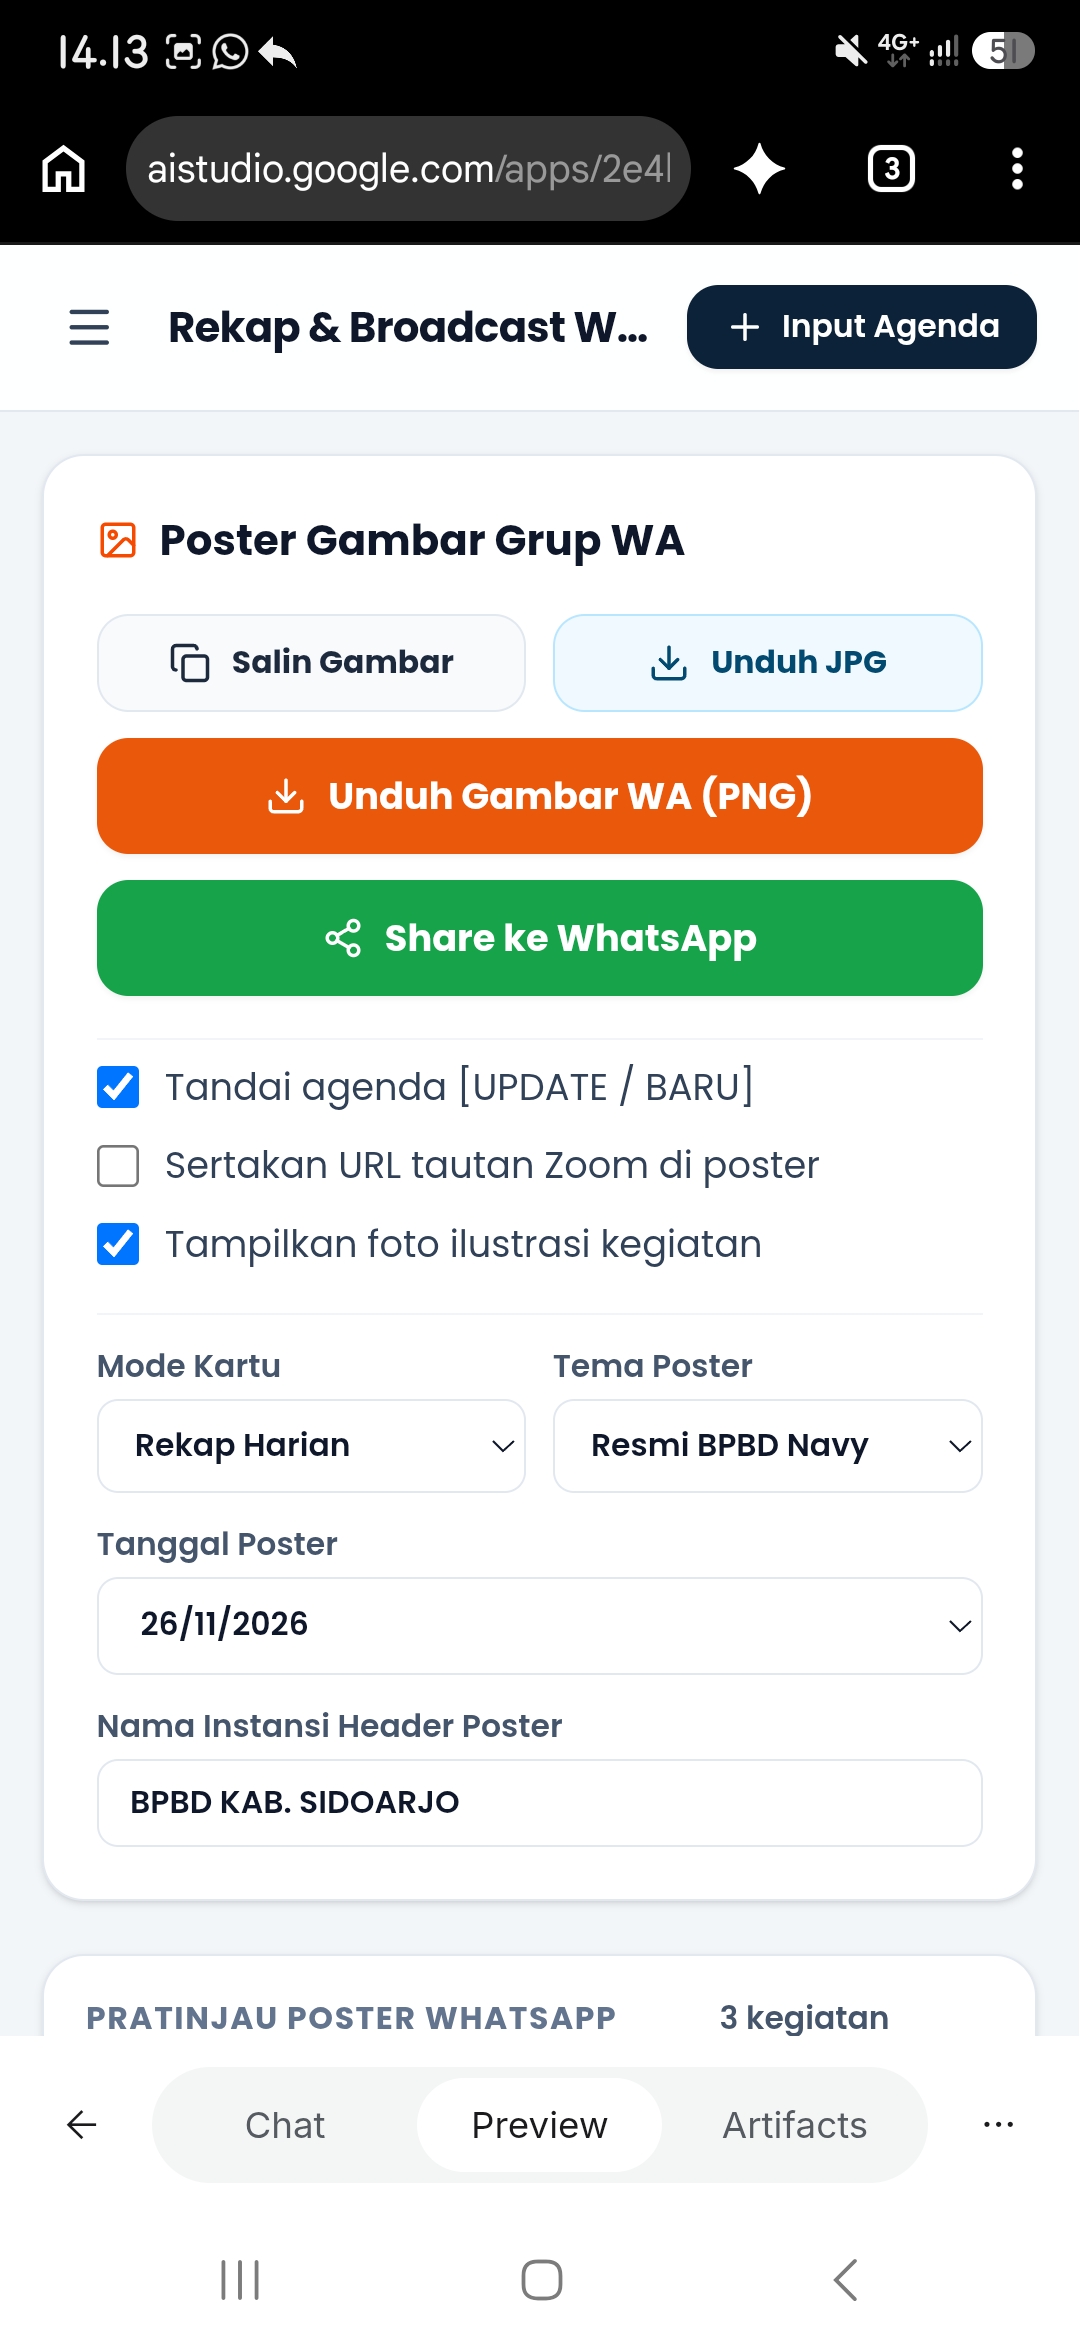 14.13
4G+
51
aistudio.google.com/apps/2e4
3
Rekap & Broadcast W...
Input Agenda
Poster Gambar Grup WA
Salin Gambar
Unduh JPG
Unduh Gambar WA (PNG)
Share ke WhatsApp
Tandai agenda [UPDATE / BARU]
Sertakan URL tautan Zoom di poster
Tampilkan foto ilustrasi kegiatan
Mode Kartu
Tema Poster
Rekap Harian
Resmi BPBD Navy
Tanggal Poster
26/11/2026
Nama Instansi Header Poster
BPBD KAB. SIDOARJO
PRATINJAU POSTER WHATSAPP
3 kegiatan
Chat
Preview
Artifacts